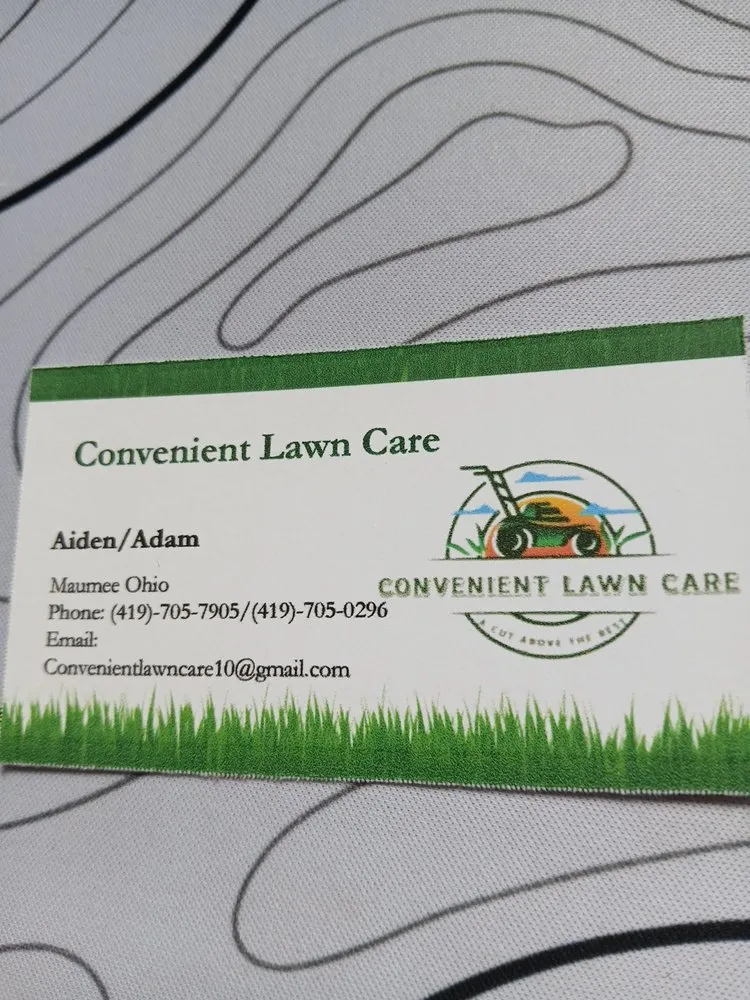 Convenient Lawn Care
Aiden/Adam
Maumee Ohio
Phone: (419)-705-7905/(419)-705-0296
Email:
Convenientlawncare10@gmail.com
CONVENIENT LAWN CARE
A CUT ABOVE THE REST